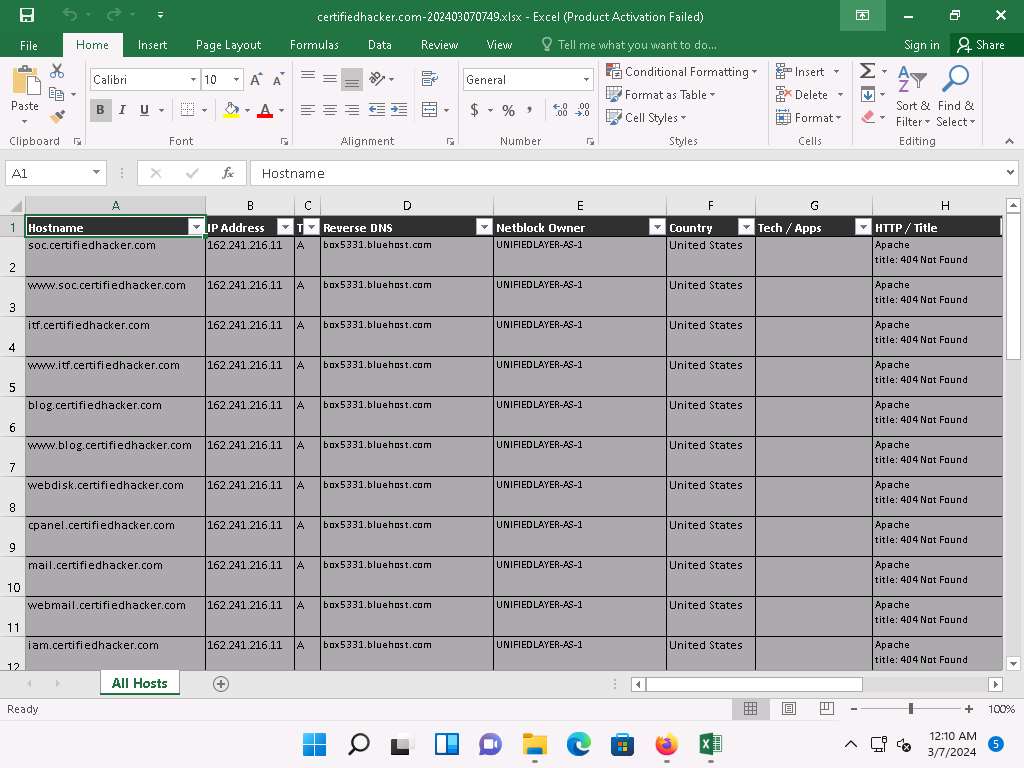 certifiedhacker.com-202403070749.xlsx - Excel (Product Activation Failed)
File Home Insert Page Layout Formulas Data Review View Tell me what you want to do... Sign in Share
Calibri 10 A A General Conditional Formatting Insert
Paste B I U A $ % , Format as Table Delete Sort & Find &
Cell Styles Format Filter Select
Clipboard Font Alignment Number Styles Cells Editing
A1 fx Hostname
A B C D E F G H
1 Hostname IP Address T Reverse DNS Netblock Owner Country Tech / Apps HTTP / Title
2 soc.certifiedhacker.com 162.241.216.11 A box5331.bluehost.com UNIFIEDLAYER-AS-1 United States Apache
title: 404 Not Found
3 www.soc.certifiedhacker.com 162.241.216.11 A box5331.bluehost.com UNIFIEDLAYER-AS-1 United States Apache
title: 404 Not Found
4 itf.certifiedhacker.com 162.241.216.11 A box5331.bluehost.com UNIFIEDLAYER-AS-1 United States Apache
title: 404 Not Found
5 www.itf.certifiedhacker.com 162.241.216.11 A box5331.bluehost.com UNIFIEDLAYER-AS-1 United States Apache
title: 404 Not Found
6 blog.certifiedhacker.com 162.241.216.11 A box5331.bluehost.com UNIFIEDLAYER-AS-1 United States Apache
title: 404 Not Found
7 www.blog.certifiedhacker.com 162.241.216.11 A box5331.bluehost.com UNIFIEDLAYER-AS-1 United States Apache
title: 404 Not Found
8 webdisk.certifiedhacker.com 162.241.216.11 A box5331.bluehost.com UNIFIEDLAYER-AS-1 United States Apache
title: 404 Not Found
9 cpanel.certifiedhacker.com 162.241.216.11 A box5331.bluehost.com UNIFIEDLAYER-AS-1 United States Apache
title: 404 Not Found
10 mail.certifiedhacker.com 162.241.216.11 A box5331.bluehost.com UNIFIEDLAYER-AS-1 United States Apache
title: 404 Not Found
11 webmail.certifiedhacker.com 162.241.216.11 A box5331.bluehost.com UNIFIEDLAYER-AS-1 United States Apache
title: 404 Not Found
12 iam.certifiedhacker.com 162.241.216.11 A box5331.bluehost.com UNIFIEDLAYER-AS-1 United States Apache
title: 404 Not Found
All Hosts
Ready 100%
12:10 AM
3/7/2024 5